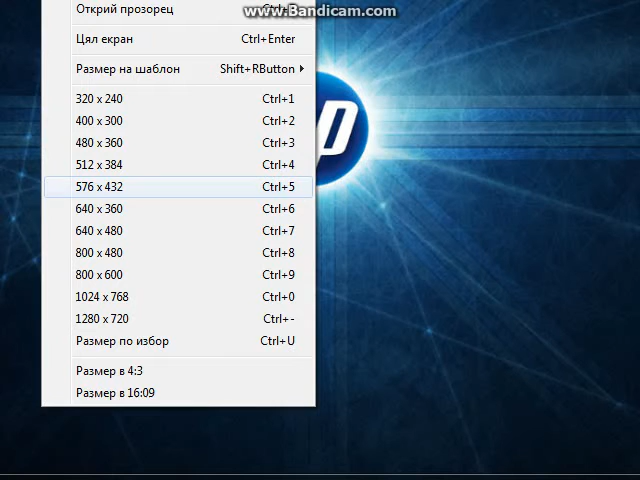 www.Bandicam.com
Открий прозорец
Цял екран Ctrl+Enter
Размер на шаблон Shift+RButton
320 x 240 Ctrl+1
400 x 300 Ctrl+2
480 x 360 Ctrl+3
512 x 384 Ctrl+4
576 x 432 Ctrl+5
640 x 360 Ctrl+6
640 x 480 Ctrl+7
800 x 480 Ctrl+8
800 x 600 Ctrl+9
1024 x 768 Ctrl+0
1280 x 720 Ctrl+-
Размер по избор Ctrl+U
Размер в 4:3
Размер в 16:09